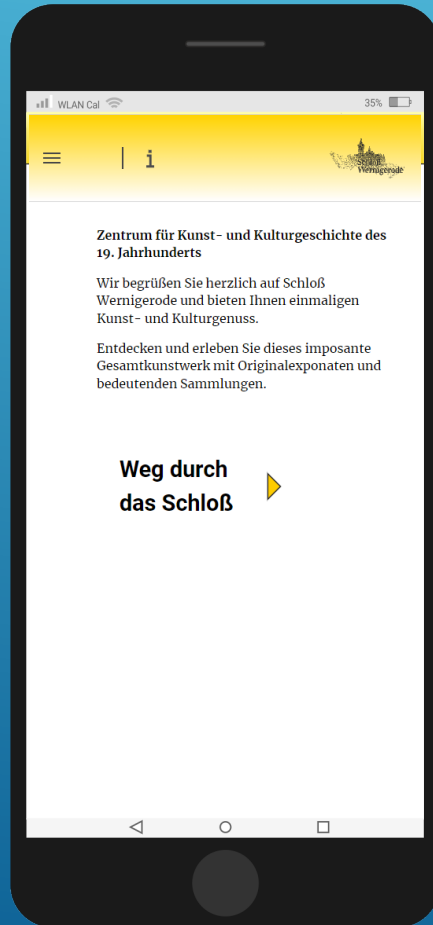 WLAN Cal
35%
i
Schloß
Wernigerode
Zentrum für Kunst- und Kulturgeschichte des
19. Jahrhunderts
Wir begrüßen Sie herzlich auf Schloß
Wernigerode und bieten Ihnen einmaligen
Kunst- und Kulturgenuss.
Entdecken und erleben Sie dieses imposante
Gesamtkunstwerk mit Originalexponaten und
bedeutenden Sammlungen.
Weg durch
das Schloß